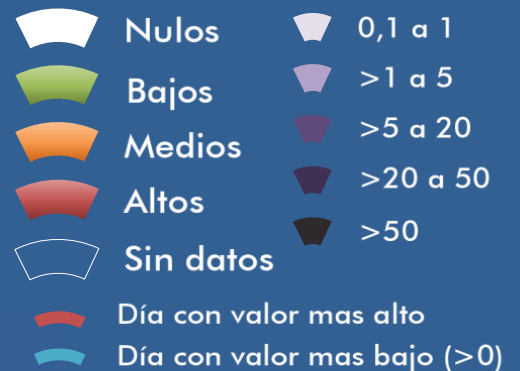 Nulos
Bajos
Medios
Altos
Sin datos
0,1 a 1
>1 a 5
>5 a 20
>20 a 50
>50
Día con valor mas alto
Día con valor mas bajo (>0)